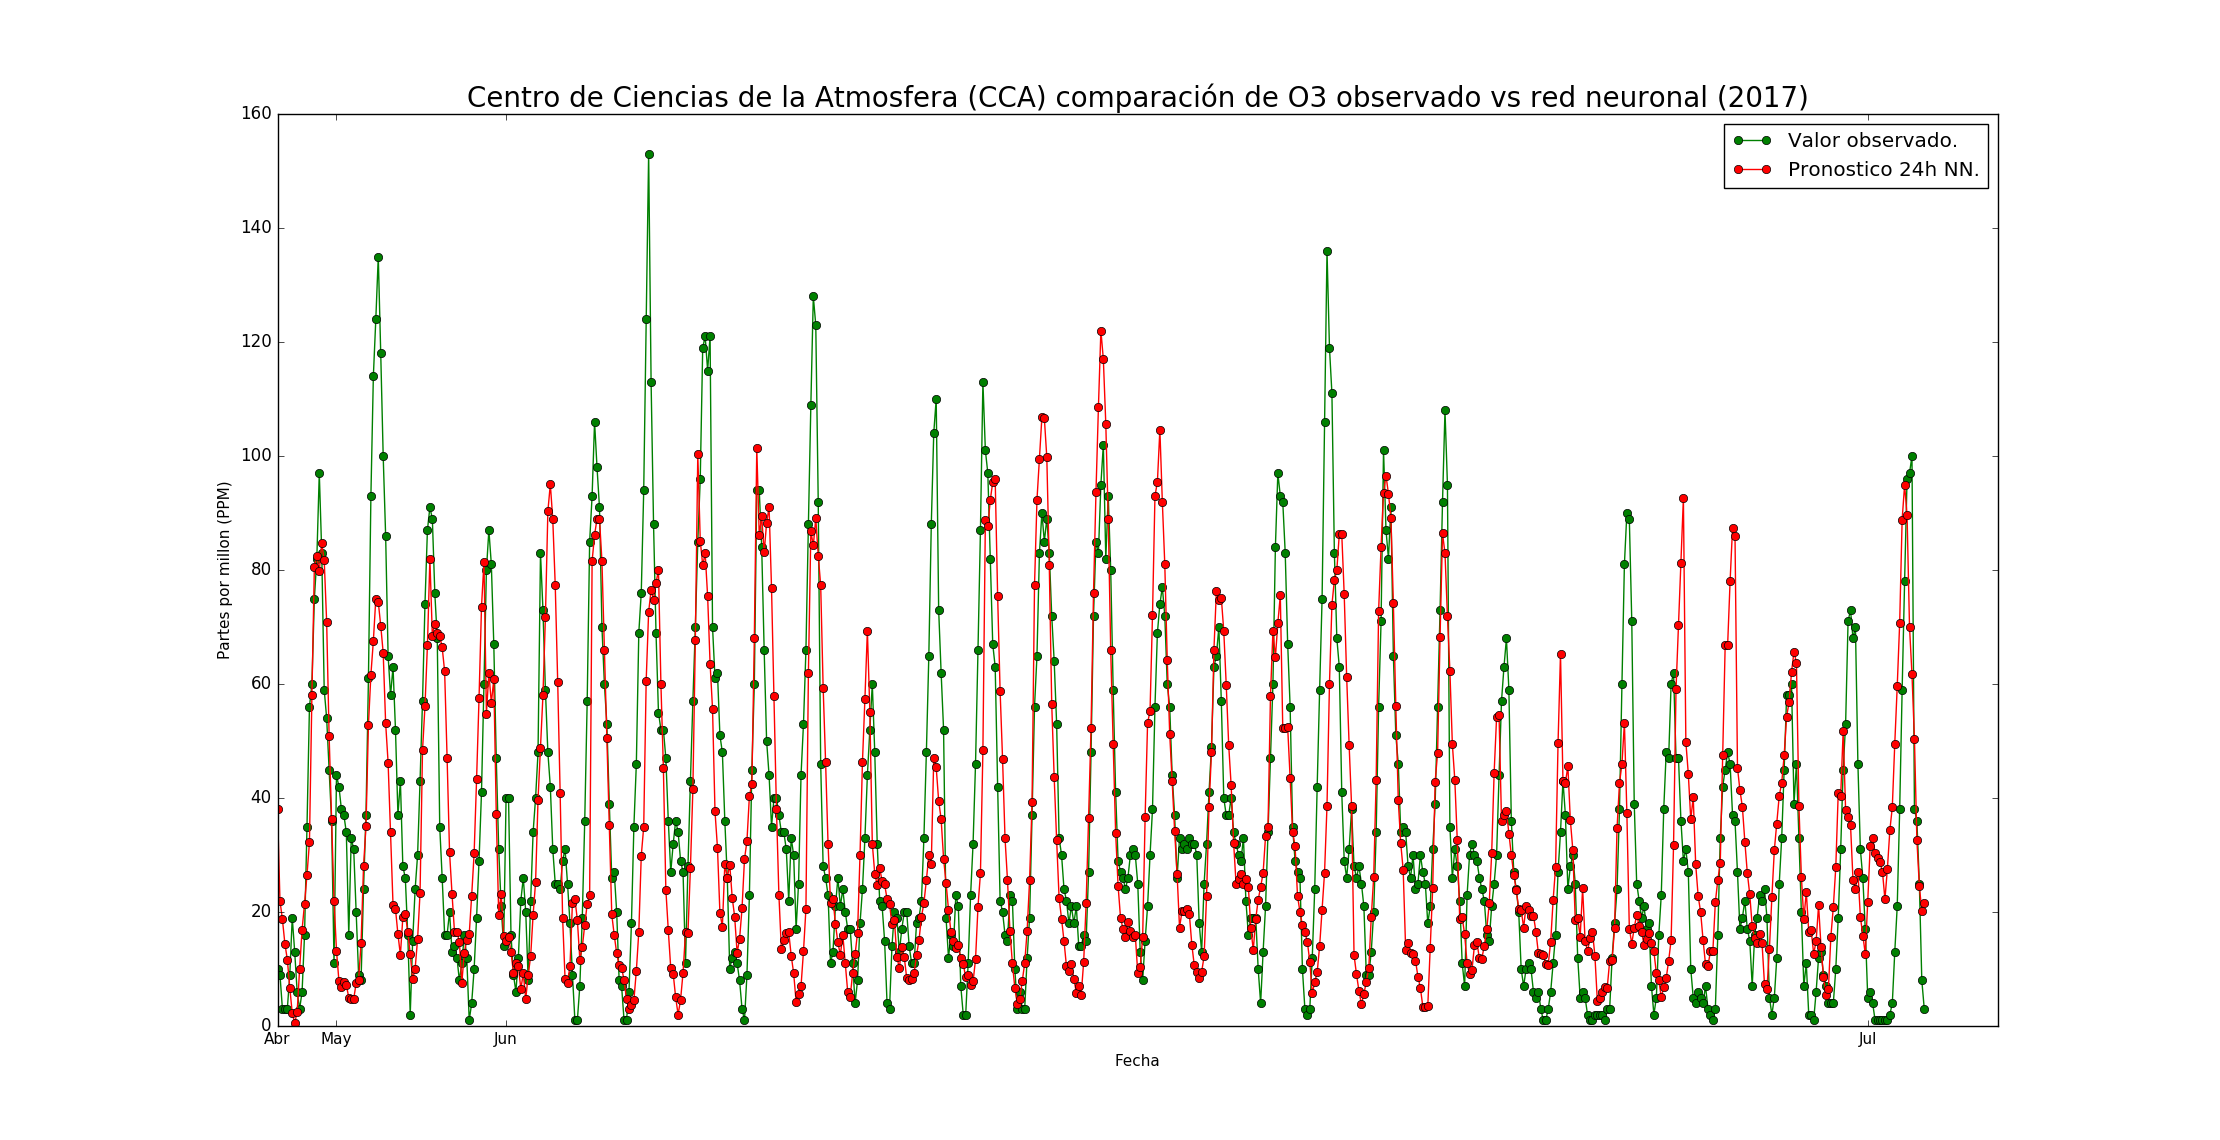 Centro de Ciencias de la Atmosfera (CCA) comparación de O3 observado vs red neuronal (2017)
160
140
120
100
80
60
40
20
0
Partes por millon (PPM)
Valor observado.
Pronostico 24h NN.
Abr May Jun Jul
Fecha